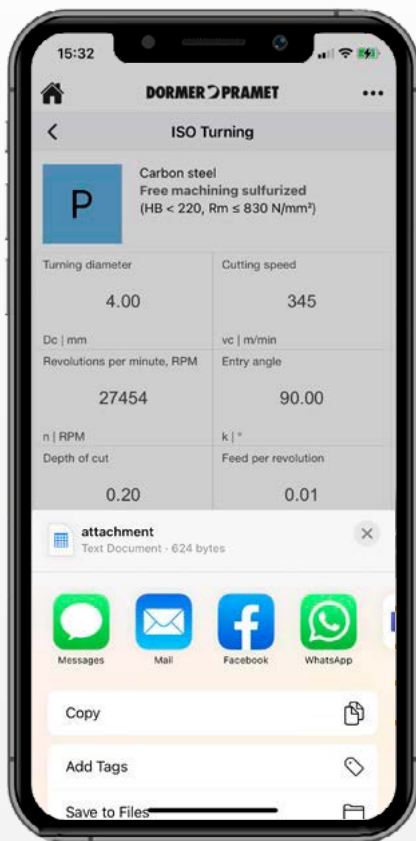 15:32
DORMER PRAMET
ISO Turning
P
Carbon steel
Free machining sulfurized
(HB < 220, Rm ≤ 830 N/mm²)
Turning diameter
Cutting speed
4.00
345
Dc | mm
vc | m/min
Revolutions per minute, RPM
Entry angle
27454
90.00
n | RPM
k | °
Depth of cut
Feed per revolution
0.20
0.01
attachment
Text Document · 624 bytes
Messages
Mail
Facebook
WhatsApp
Copy
Add Tags
Save to Files